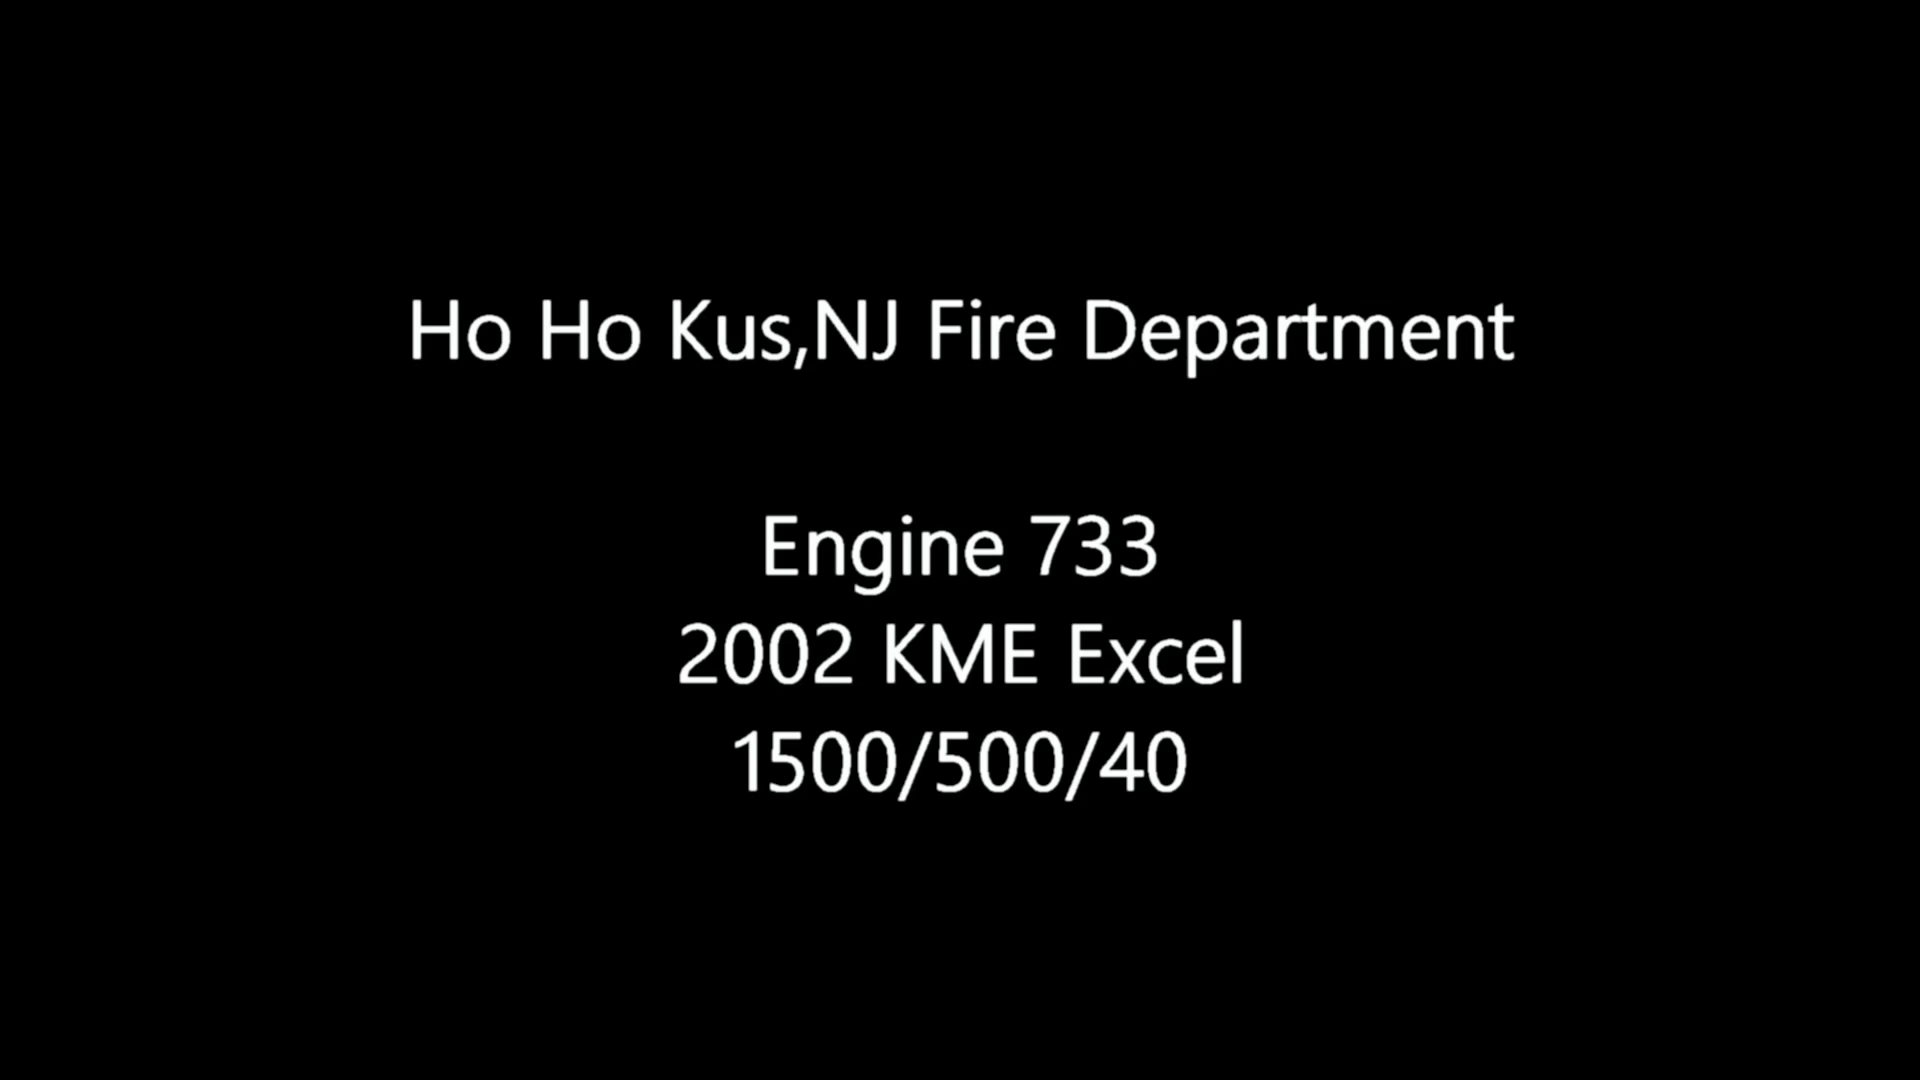 Ho Ho Kus,NJ Fire Department
Engine 733
2002 KME Excel
1500/500/40